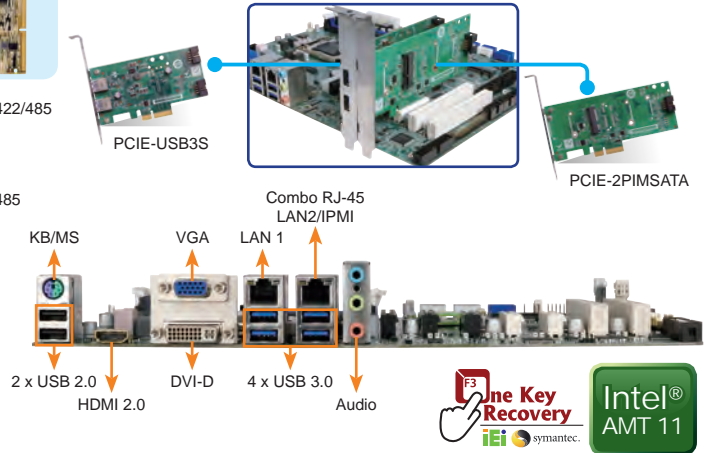 422/485
PCIE-USB3S
PCIE-2PIMSATA
485
Combo RJ-45
LAN2/IPMI
KB/MS
VGA
LAN 1
2 x USB 2.0
HDMI 2.0
DVI-D
4 x USB 3.0
Audio
F3
ne Key
Recovery
iEi
symantec.
Intel®
AMT 11